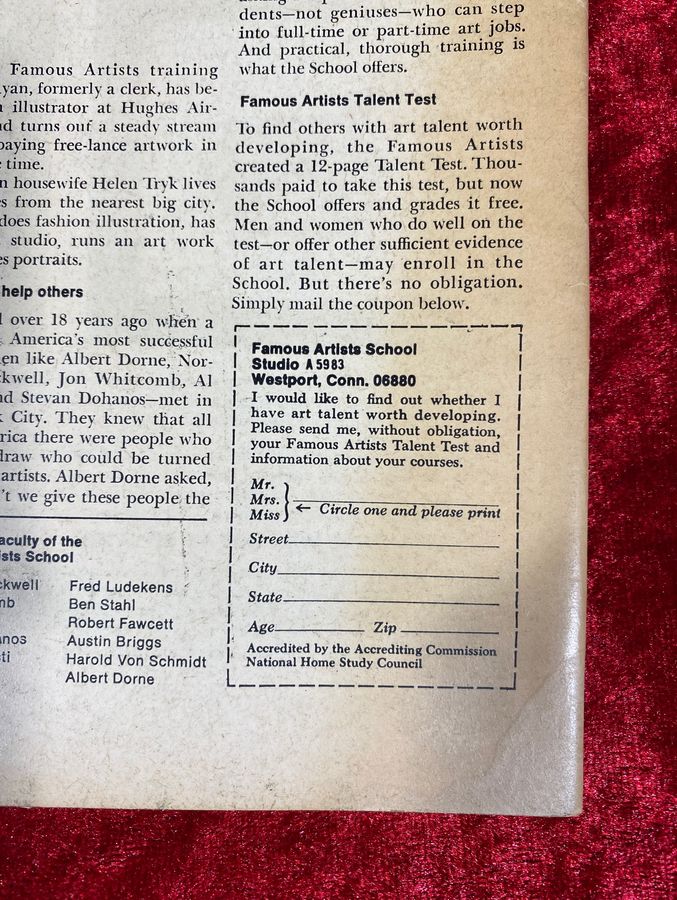 Famous Artists training
yan, formerly a clerk, has be-
illustrator at Hughes Air-
nd turns out a steady stream
paying free-lance artwork in
time.
n housewife Helen Tryk lives
s from the nearest big city.
does fashion illustration, has
studio, runs an art work
es portraits.
help others
over 18 years ago when a
America's most successful
en like Albert Dorne, Nor-
ckwell, Jon Whitcomb, Al
nd Stevan Dohanos—met in
k City. They knew that all
rica there were people who
draw who could be turned
artists. Albert Dorne asked,
't we give these people the
aculty of the
ists School
ckwell
mb
anos
ti
Fred Ludekens
Ben Stahl
Robert Fawcett
Austin Briggs
Harold Von Schmidt
Albert Dorne
dents—not geniuses—who can step
into full-time or part-time art jobs.
And practical, thorough training is
what the School offers.
Famous Artists Talent Test
To find others with art talent worth
developing, the Famous Artists
created a 12-page Talent Test. Thou-
sands paid to take this test, but now
the School offers and grades it free.
Men and women who do well on the
test—or offer other sufficient evidence
of art talent—may enroll in the
School. But there's no obligation.
Simply mail the coupon below.
Famous Artists School
Studio A5983
Westport, Conn. 06880
I would like to find out whether I
have art talent worth developing.
Please send me, without obligation,
your Famous Artists Talent Test and
information about your courses.
Mr.
Mrs.
Miss ← Circle one and please print
Street
City
State
Age Zip
Accredited by the Accrediting Commission
National Home Study Council